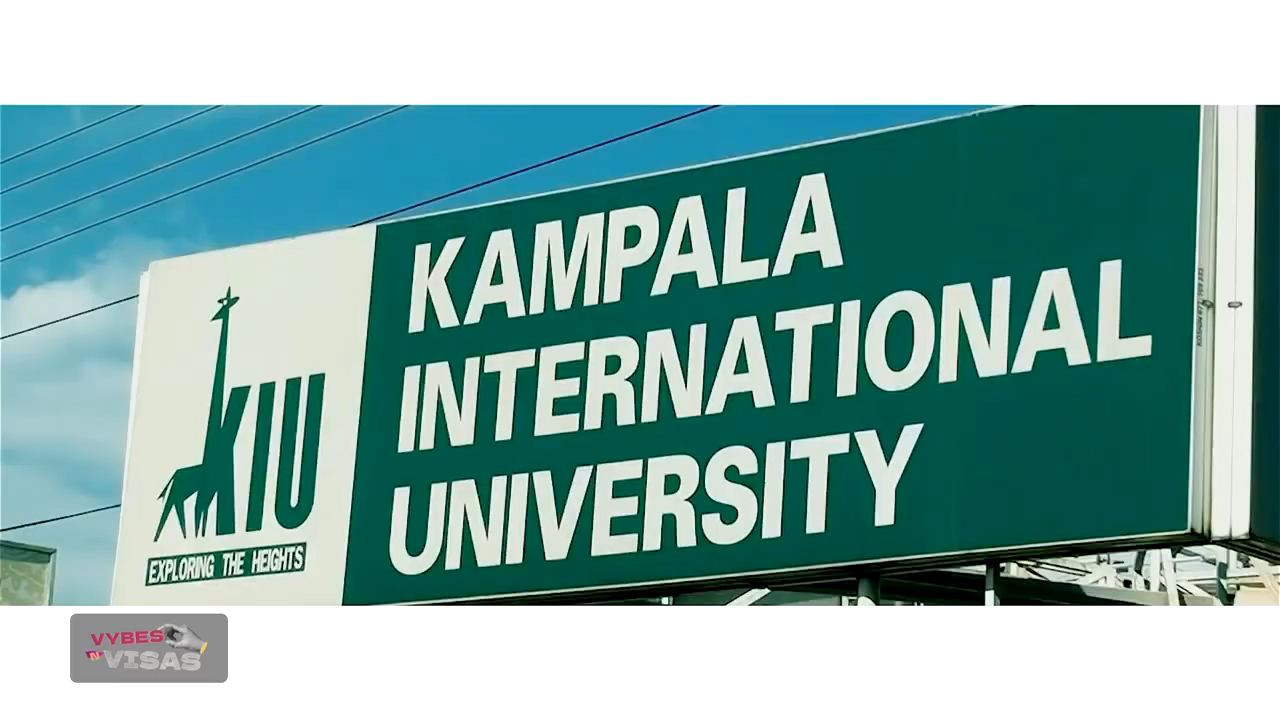 KIU
EXPLORING THE HEIGHTS
KAMPALA
INTERNATIONAL
UNIVERSITY
VYBES
N VISAS